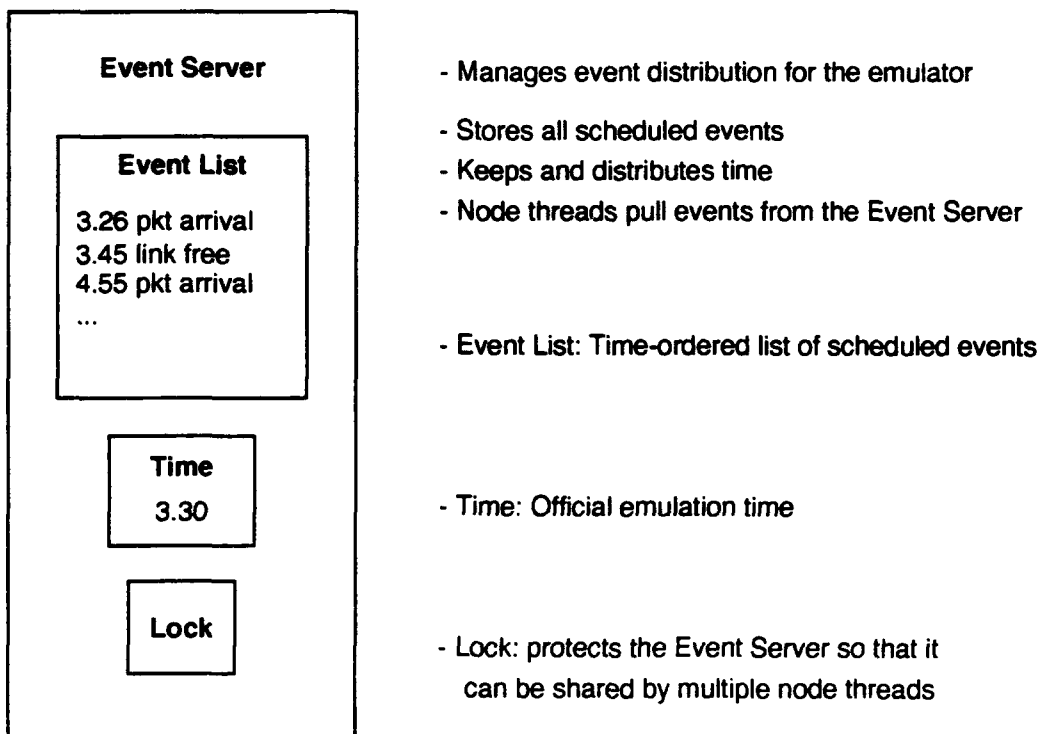 Event Server
Event List
3.26 pkt arrival
3.45 link free
4.55 pkt arrival
...
Time
3.30
Lock
- Manages event distribution for the emulator
- Stores all scheduled events
- Keeps and distributes time
- Node threads pull events from the Event Server
- Event List: Time-ordered list of scheduled events
- Time: Official emulation time
- Lock: protects the Event Server so that it
can be shared by multiple node threads